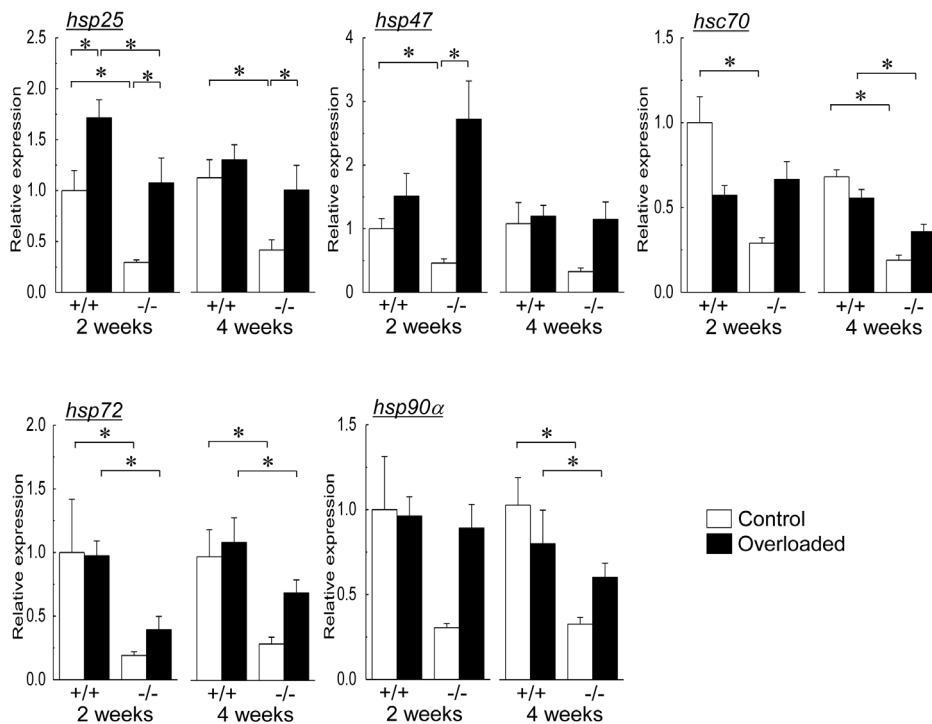 hsp25
hsp47
hsc70
Relative expression
2.5
2.0
1.5
1.0
0.5
0.0
* *
* *
* *
+/+ -/- +/+ -/-
2 weeks 4 weeks
Relative expression
4
3
2
1
0
* *
+/+ -/- +/+ -/-
2 weeks 4 weeks
Relative expression
1.5
1.0
0.5
0.0
*
*
*
+/+ -/- +/+ -/-
2 weeks 4 weeks
hsp72
hsp90α
Relative expression
2.0
1.5
1.0
0.5
0.0
* *
* *
+/+ -/- +/+ -/-
2 weeks 4 weeks
Relative expression
1.5
1.0
0.5
0.0
*
*
+/+ -/- +/+ -/-
2 weeks 4 weeks
Control
Overloaded